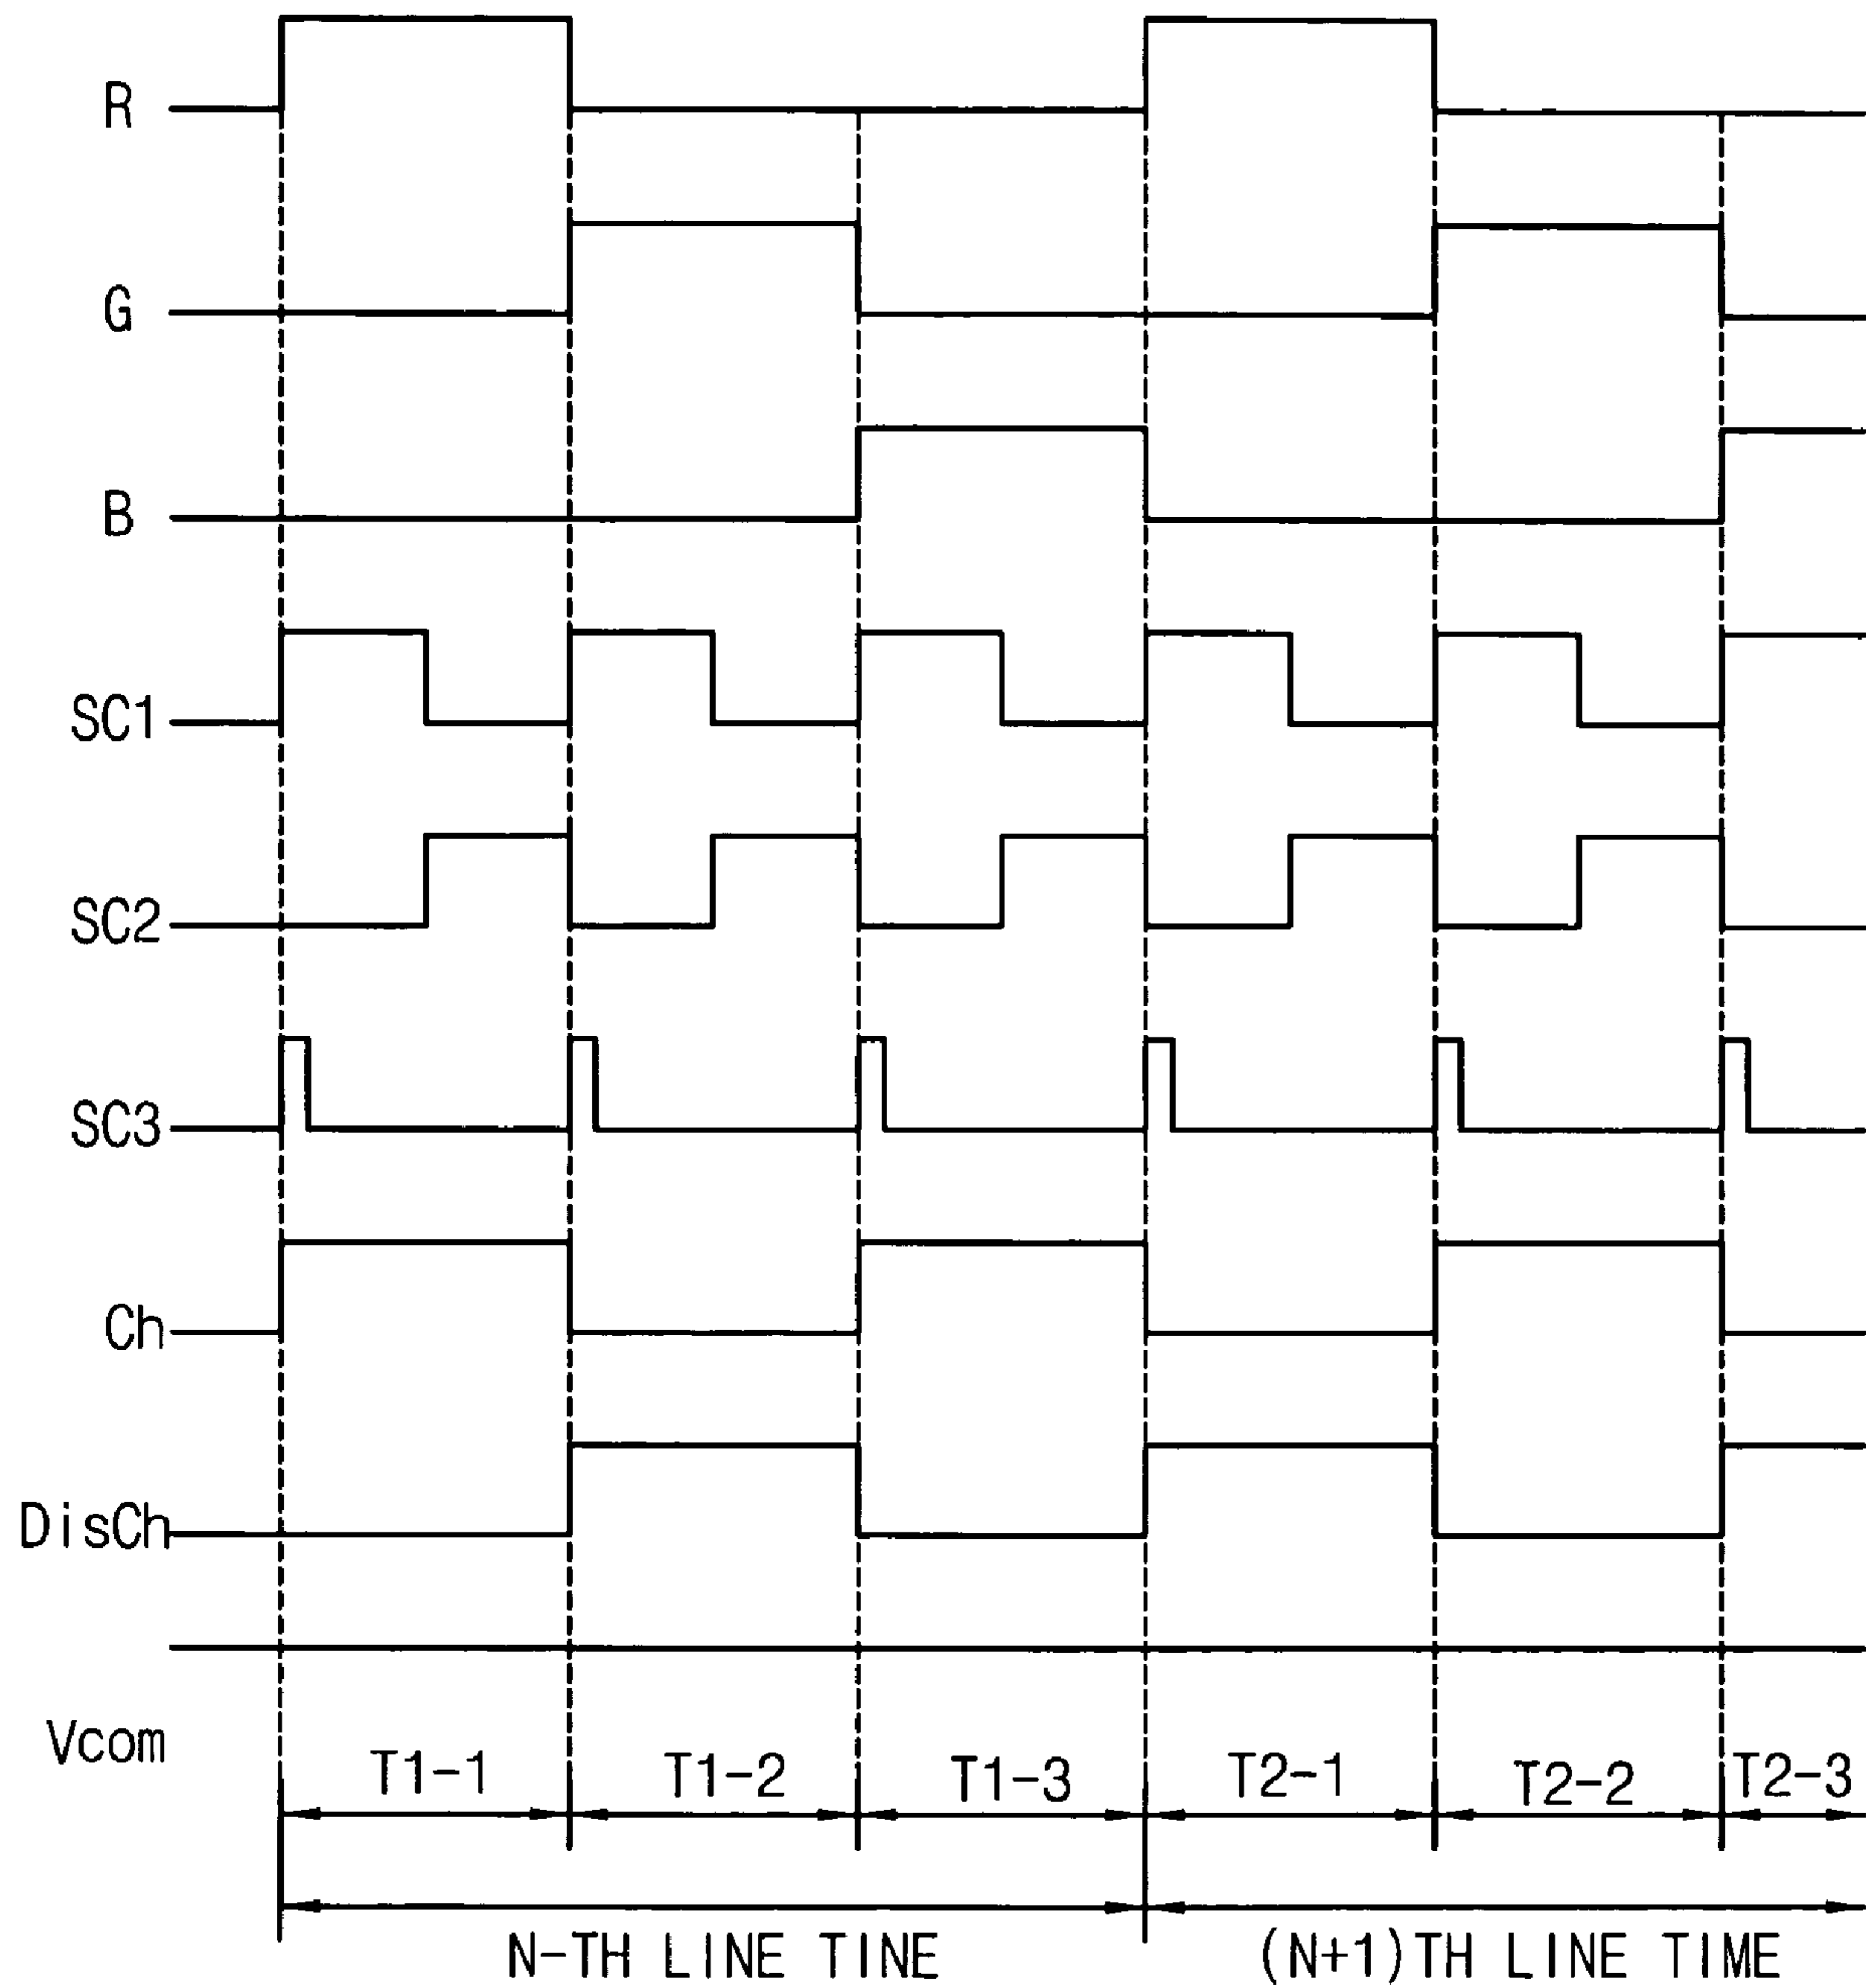 R
G
B
SC1
SC2
SC3
Ch
DisCh
Vcom
T1-1 T1-2 T1-3 T2-1 T2-2 T2-3
N-TH LINE TINE (N+1)TH LINE TIME